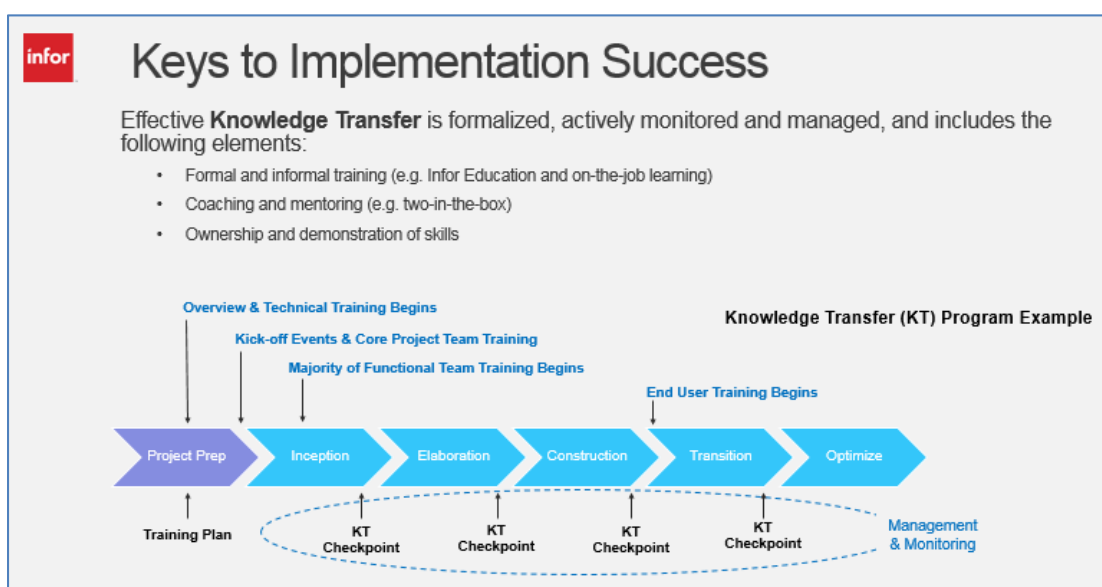 infor
Keys to Implementation Success
Effective Knowledge Transfer is formalized, actively monitored and managed, and includes the
following elements:
• Formal and informal training (e.g. Infor Education and on-the-job learning)
• Coaching and mentoring (e.g. two-in-the-box)
• Ownership and demonstration of skills
Overview & Technical Training Begins
Knowledge Transfer (KT) Program Example
Kick-off Events & Core Project Team Training
Majority of Functional Team Training Begins
End User Training Begins
Project Prep
Inception
Elaboration
Construction
Transition
Optimize
Training Plan
KT
Checkpoint
KT
Checkpoint
KT
Checkpoint
KT
Checkpoint
Management
& Monitoring